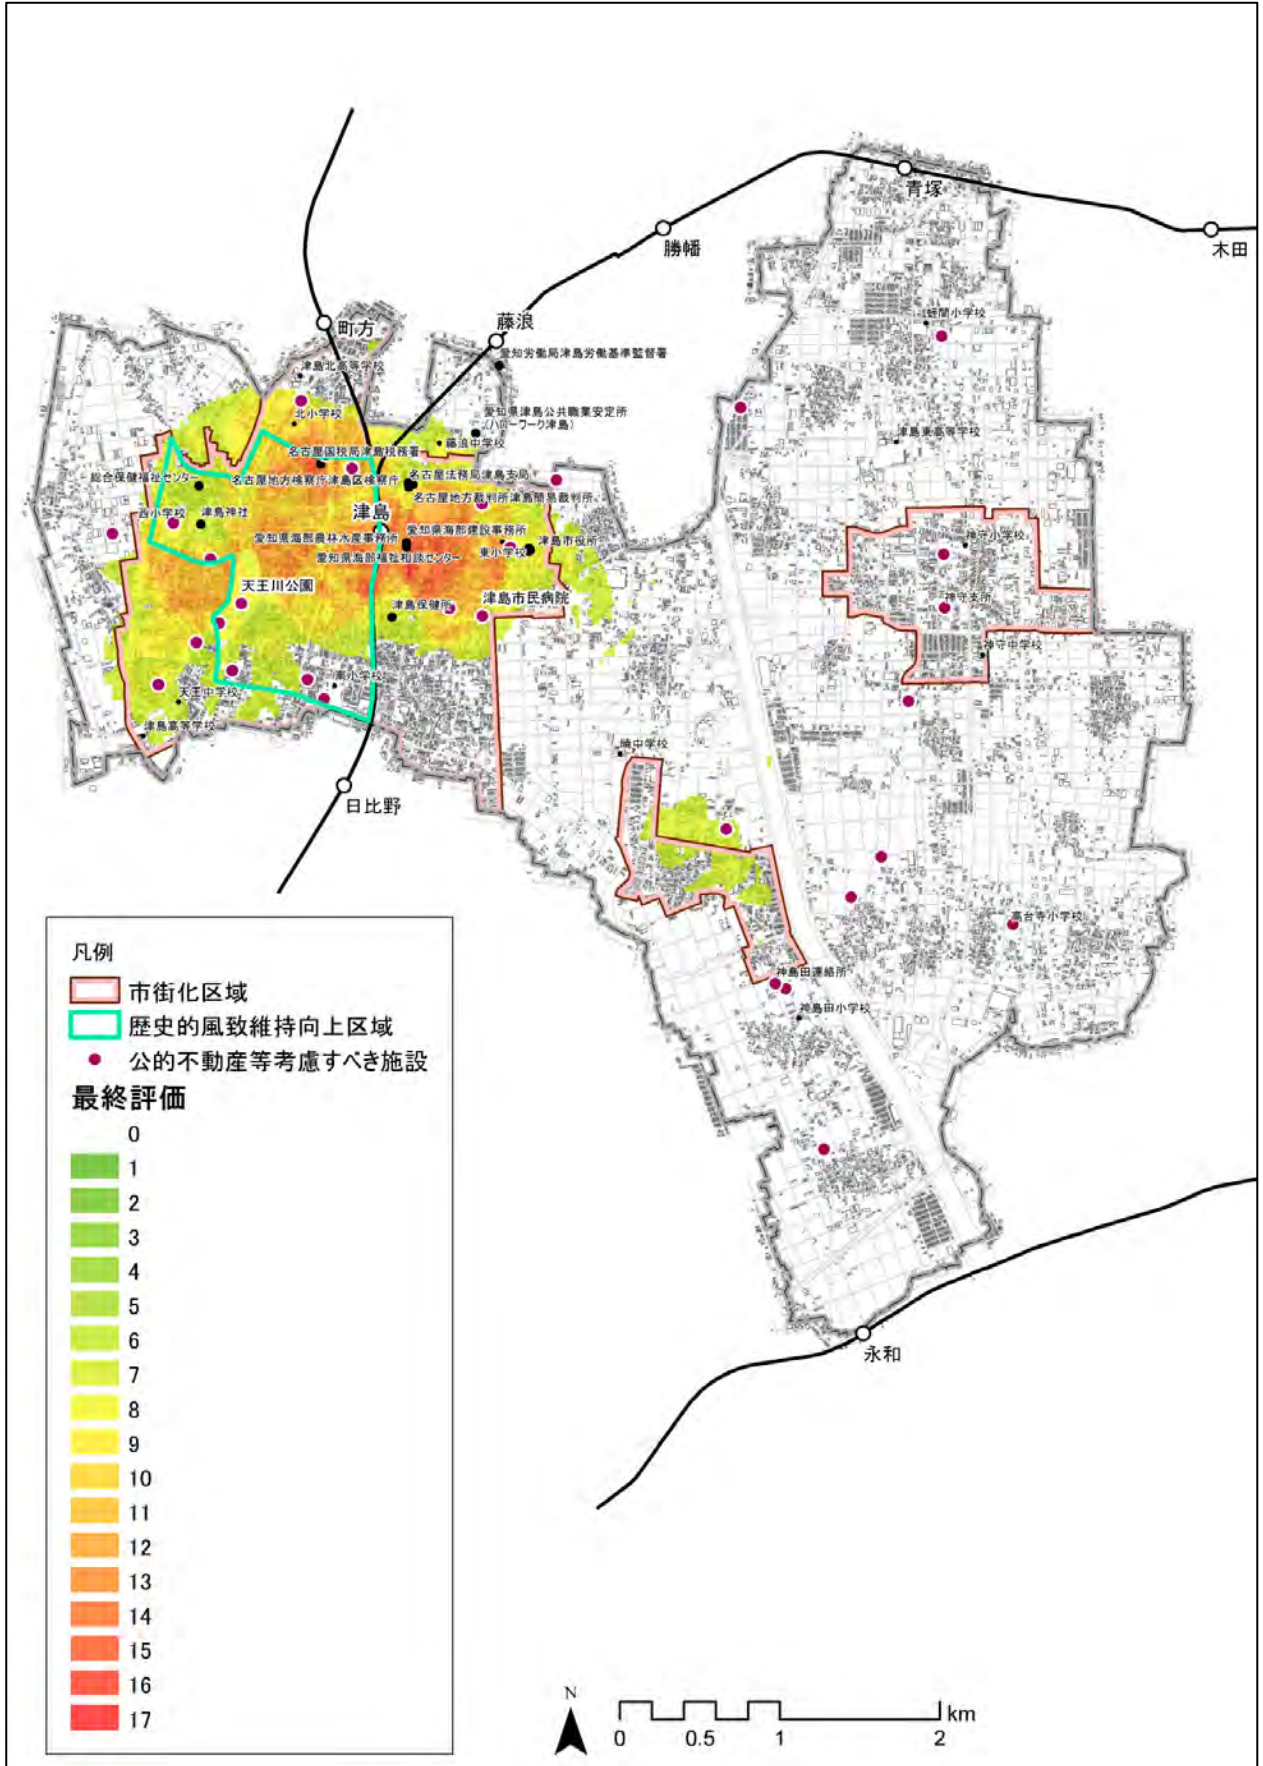 青塚
木田
勝幡
蛭間小学校
町方
藤浪
愛知労働局津島労働基準監督署
津島北高等学校
北小学校
愛知県津島公共職業安定所
(ハローワーク津島)
藤浪中学校
津島東高等学校
名古屋国税局津島税務署
総合保健福祉センター
名古屋地方検察庁津島区検察庁
名古屋法務局津島支局
名古屋地方裁判所津島簡易裁判所
西小学校
津島神社
津島
愛知県海部農林水産事務所
愛知県海部建設事務所
津島市役所
東小学校
愛知県海部福祉相談センター
神守小学校
天王川公園
津島保健所
津島市民病院
神守支所
神守中学校
南小学校
天王中学校
津島高等学校
暁中学校
日比野
高台寺小学校
神島田連絡所
神島田小学校
永和
凡例
市街化区域
歴史的風致維持向上区域
公的不動産等考慮すべき施設
最終評価
0
1
2
3
4
5
6
7
8
9
10
11
12
13
14
15
16
17
N
km
0 0.5 1 2